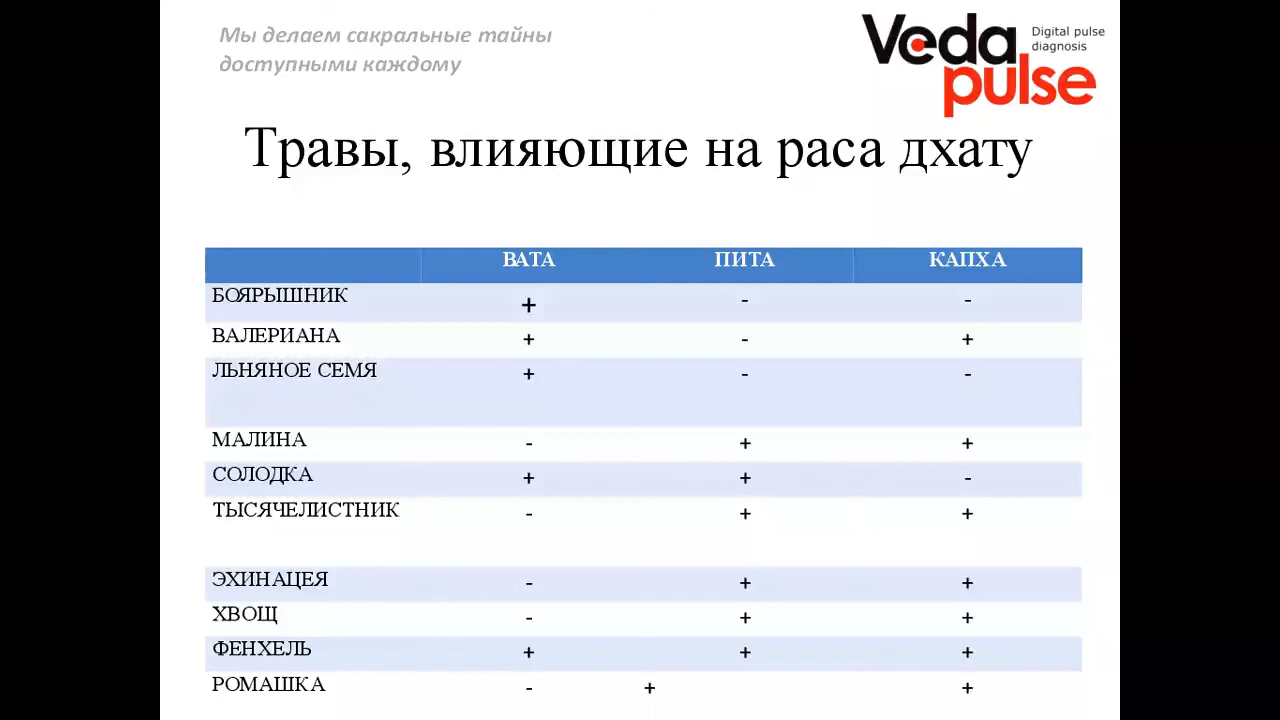 Мы делаем сакральные тайны
доступными каждому
Veda
pulse
Digital pulse
diagnosis
Травы, влияющие на раса дхату
ВАТА ПИТА КАПХА
БОЯРЫШНИК + - -
ВАЛЕРИАНА + - +
ЛЬНЯНОЕ СЕМЯ + - -
МАЛИНА - + +
СОЛОДКА + + -
ТЫСЯЧЕЛИСТНИК - + +
ЭХИНАЦЕЯ - + +
ХВОЩ - + +
ФЕНХЕЛЬ + + +
РОМАШКА - + +